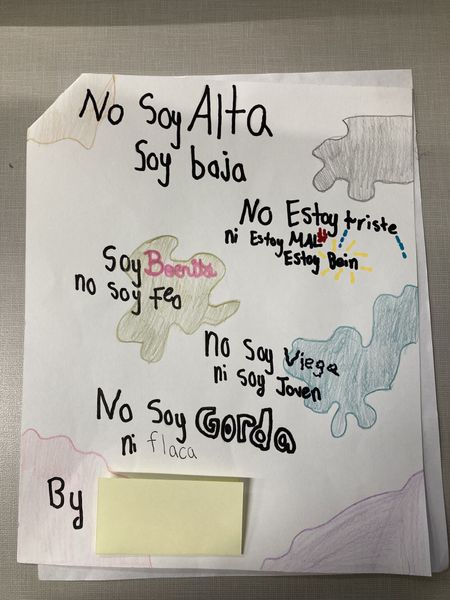 No Soy Alta
Soy baja
No Estoy triste
ni Estoy MAL
Estoy Bein
Soy Boenita
no soy Feo
No Soy Viega
ni soy Joven
No Soy Gorda
ni flaca
By